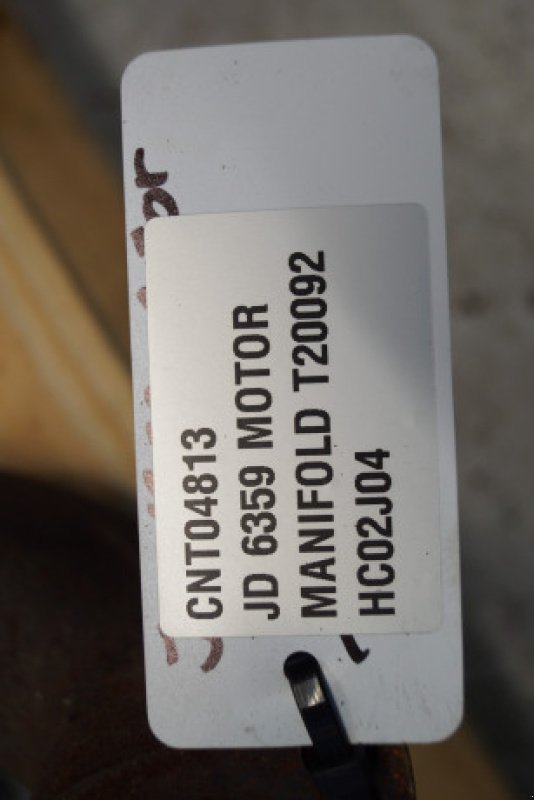 CNT04813
JD 6359 MOTOR
MANIFOLD T20092
HC02J04